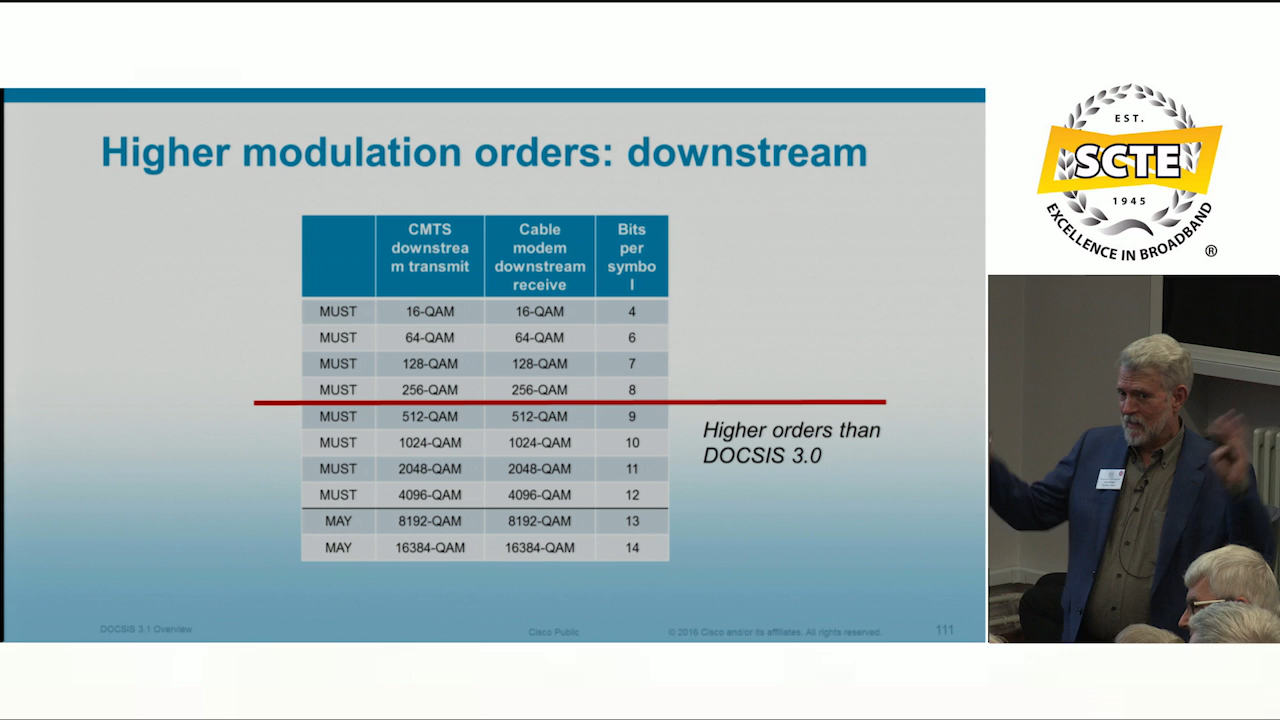 Higher modulation orders: downstream
CMTS
downstrea
m transmit
Cable
modem
downstream
receive
Bits
per
symbo
l
MUST 16-QAM 16-QAM 4
MUST 64-QAM 64-QAM 6
MUST 128-QAM 128-QAM 7
MUST 256-QAM 256-QAM 8
MUST 512-QAM 512-QAM 9
MUST 1024-QAM 1024-QAM 10
MUST 2048-QAM 2048-QAM 11
MUST 4096-QAM 4096-QAM 12
MAY 8192-QAM 8192-QAM 13
MAY 16384-QAM 16384-QAM 14
Higher orders than
DOCSIS 3.0
DOCSIS 3.1 Overview
Cisco Public
© 2016 Cisco and/or its affiliates. All rights reserved.
111
EST.
SCTE
1945
EXCELLENCE IN BROADBAND
®